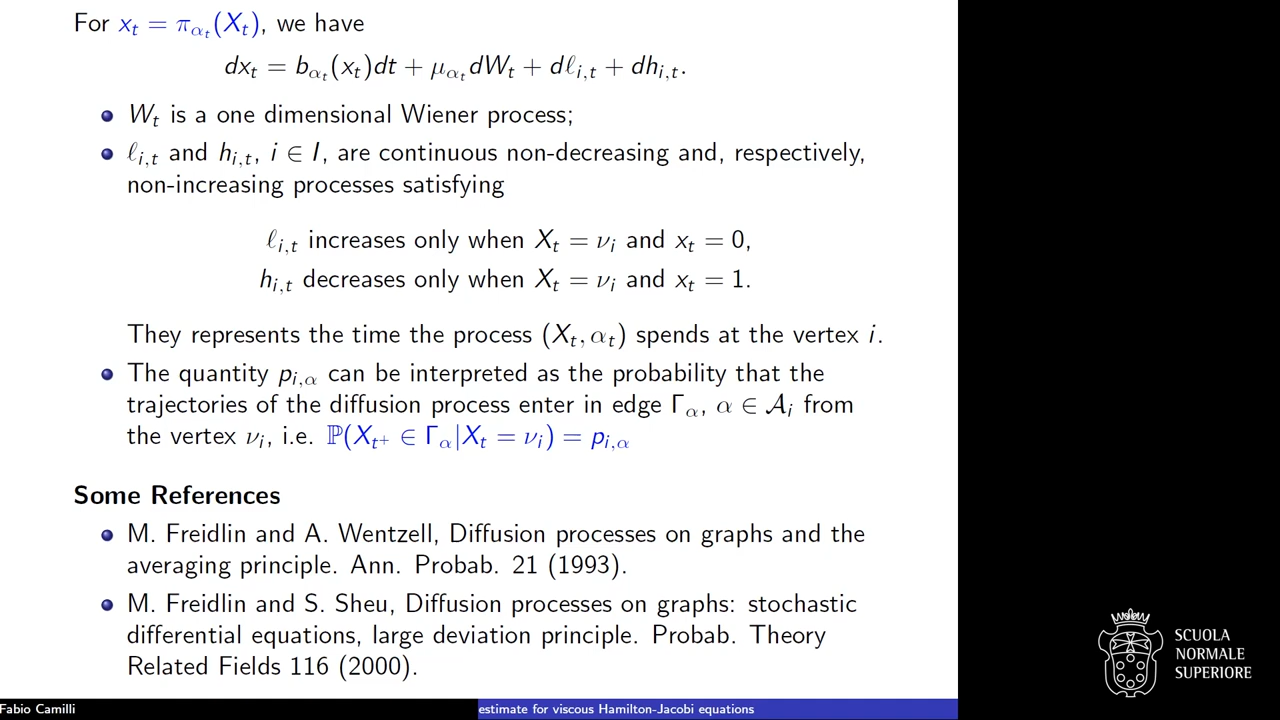 For x_t = π_{α_t}(X_t), we have
dx_t = b_{α_t}(x_t)dt + μ_{α_t}dW_t + dℓ_{i,t} + dh_{i,t}.
W_t is a one dimensional Wiener process;
ℓ_{i,t} and h_{i,t}, i ∈ I, are continuous non-decreasing and, respectively,
non-increasing processes satisfying
ℓ_{i,t} increases only when X_t = ν_i and x_t = 0,
h_{i,t} decreases only when X_t = ν_i and x_t = 1.
They represents the time the process (X_t, α_t) spends at the vertex i.
The quantity p_{i,α} can be interpreted as the probability that the
trajectories of the diffusion process enter in edge Γ_α, α ∈ 𝒜_i from
the vertex ν_i, i.e. ℙ(X_{t^+} ∈ Γ_α|X_t = ν_i) = p_{i,α}
Some References
M. Freidlin and A. Wentzell, Diffusion processes on graphs and the
averaging principle. Ann. Probab. 21 (1993).
M. Freidlin and S. Sheu, Diffusion processes on graphs: stochastic
differential equations, large deviation principle. Probab. Theory
Related Fields 116 (2000).
Fabio Camilli
estimate for viscous Hamilton-Jacobi equations
SCUOLA
NORMALE
SUPERIORE